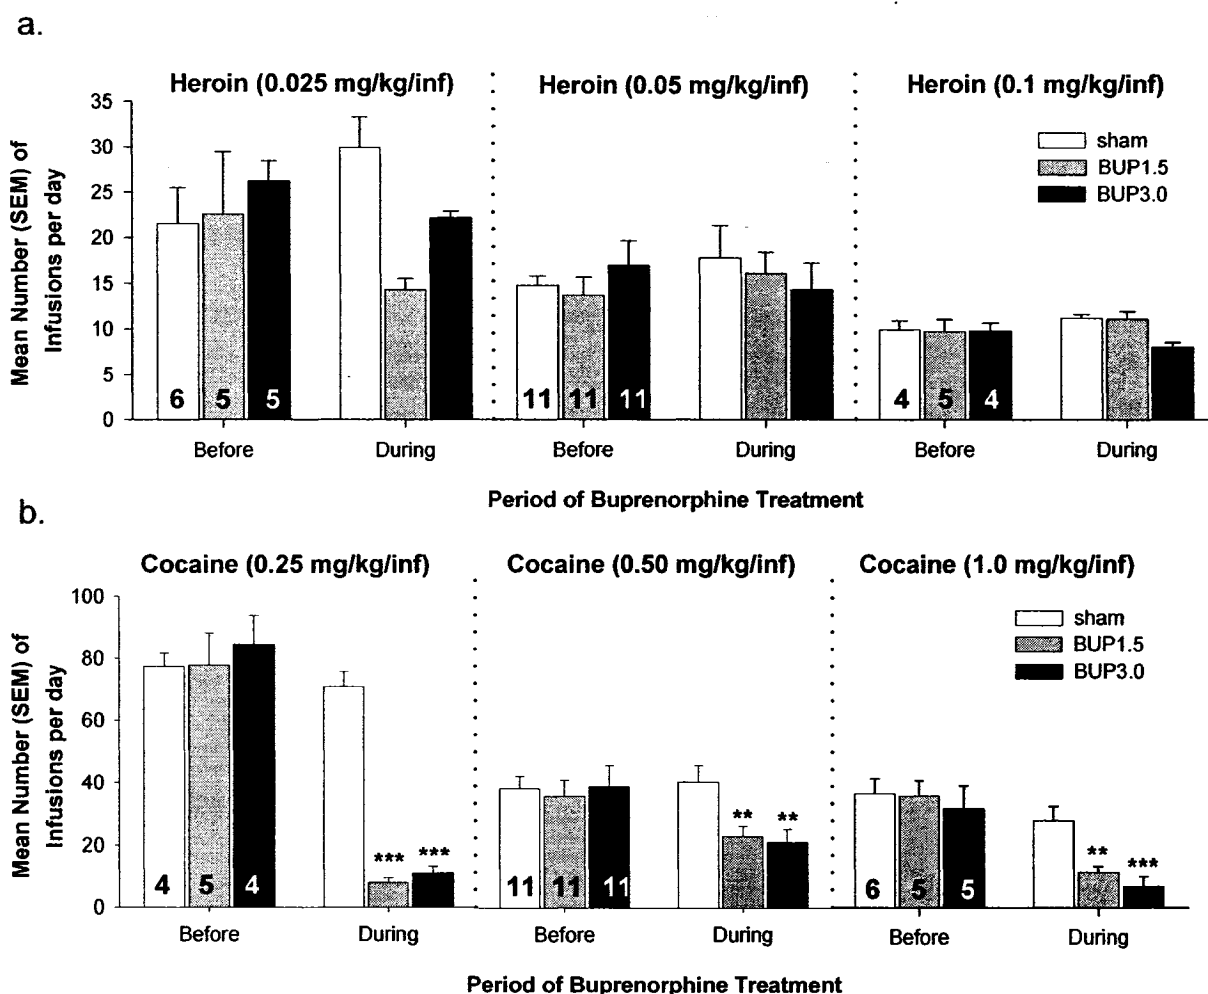 a.
Heroin (0.025 mg/kg/inf) Heroin (0.05 mg/kg/inf) Heroin (0.1 mg/kg/inf)
Mean Number (SEM) of
Infusions per day
35
30
25
20
15
10
5
0
sham
BUP1.5
BUP3.0
6 5 5 11 11 11 4 5 4
Before During Before During Before During
Period of Buprenorphine Treatment
b.
Cocaine (0.25 mg/kg/inf) Cocaine (0.50 mg/kg/inf) Cocaine (1.0 mg/kg/inf)
Mean Number (SEM) of
Infusions per day
100
80
60
40
20
0
sham
BUP1.5
BUP3.0
*** *** ** ** ** ***
4 5 4 11 11 11 6 5 5
Before During Before During Before During
Period of Buprenorphine Treatment